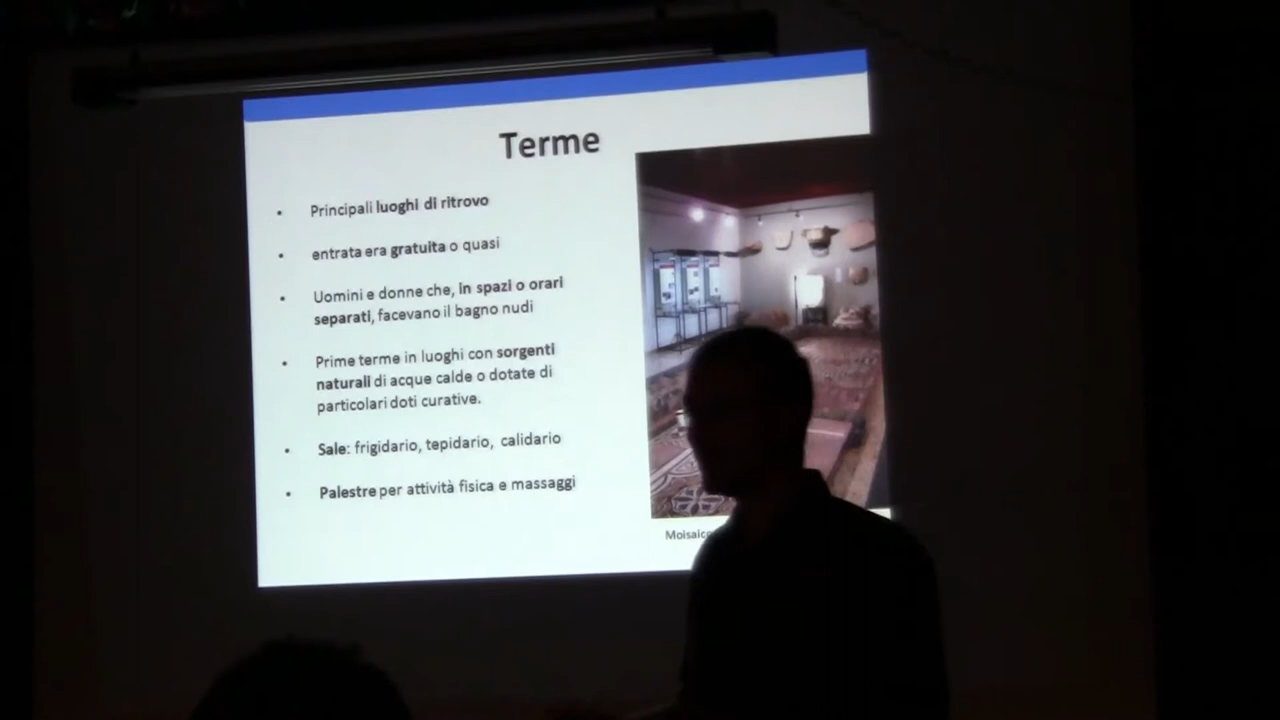 Terme
• Principali luoghi di ritrovo
• entrata era gratuita o quasi
• Uomini e donne che, in spazi o orari
separati, facevano il bagno nudi
• Prime terme in luoghi con sorgenti
naturali di acque calde o dotate di
particolari doti curative.
• Sale: frigidario, tepidario, calidario
• Palestre per attività fisica e massaggi
Moisaico